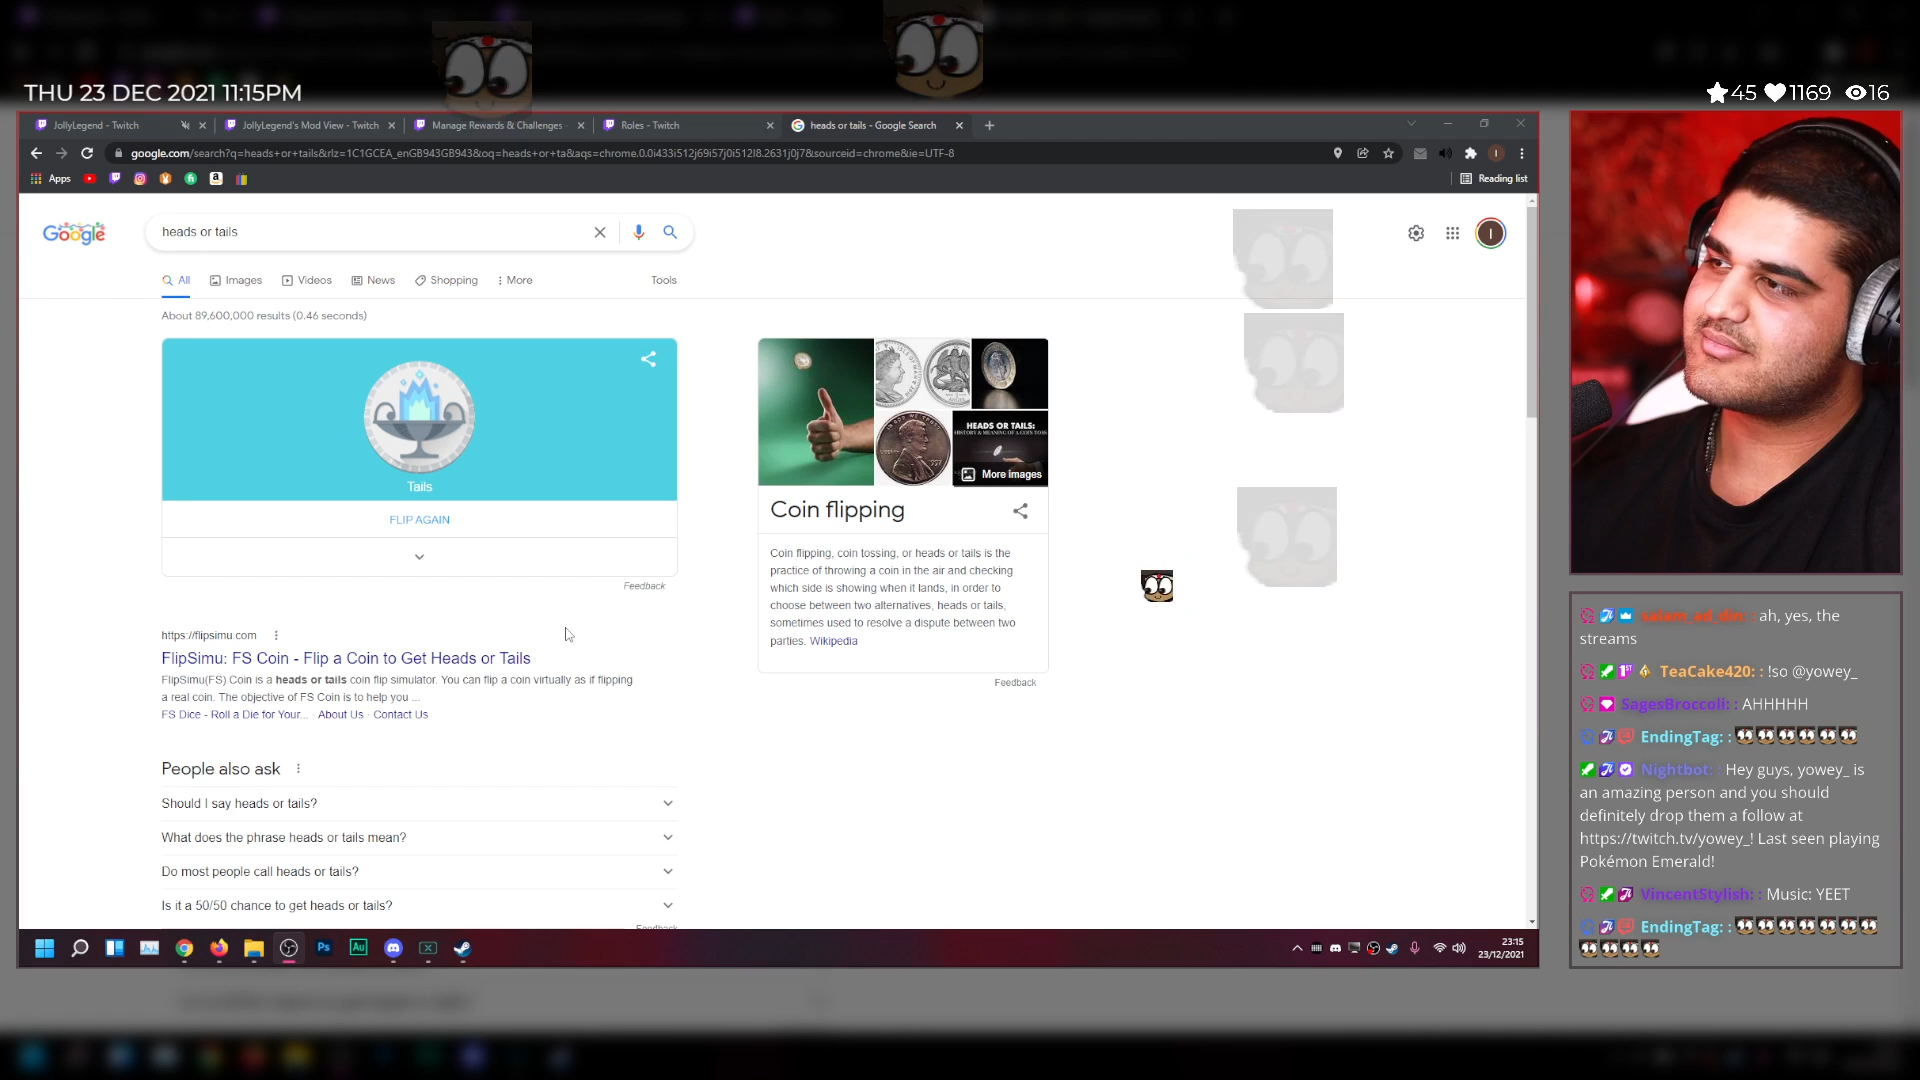 THU 23 DEC 2021 11:15PM
45 1169 16
JollyLegend - Twitch
JollyLegend's Mod View - Twitch
Manage Rewards & Challenges
Roles - Twitch
heads or tails - Google Search
google.com/search?q=heads+or+tails&rlz=1C1GCEA_enGB943GB943&oq=heads+or+ta&aqs=chrome.0.0i433i512j69i57j0i512l8.2631j0j7&sourceid=chrome&ie=UTF-8
Apps
Reading list
Google
heads or tails
All
Images
Videos
News
Shopping
More
Tools
About 89,600,000 results (0.46 seconds)
Tails
FLIP AGAIN
Feedback
HEADS OR TAILS:
HISTORY & MEANING OF A COIN TOSS
More images
Coin flipping
Coin flipping, coin tossing, or heads or tails is the
practice of throwing a coin in the air and checking
which side is showing when it lands, in order to
choose between two alternatives, heads or tails,
sometimes used to resolve a dispute between two
parties. Wikipedia
Feedback
https://flipsimu.com
FlipSimu: FS Coin - Flip a Coin to Get Heads or Tails
FlipSimu(FS) Coin is a heads or tails coin flip simulator. You can flip a coin virtually as if flipping
a real coin. The objective of FS Coin is to help you ...
FS Dice - Roll a Die for Your... · About Us · Contact Us
People also ask
Should I say heads or tails?
What does the phrase heads or tails mean?
Do most people call heads or tails?
Is it a 50/50 chance to get heads or tails?
Feedback
Ps
Au
23:15
23/12/2021
: ah, yes, the
streams
TeaCake420: : !so @yowey_
SagesBroccoli: : AHHHHH
EndingTag: :
Nightbot: : Hey guys, yowey_ is
an amazing person and you should
definitely drop them a follow at
https://twitch.tv/yowey_! Last seen playing
Pokémon Emerald!
VincentStylish: : Music: YEET
EndingTag: :